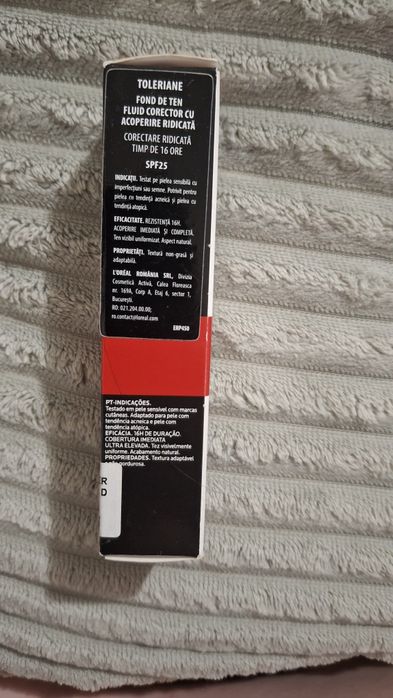 TOLERIANE
FOND DE TEN
FLUID CORECTOR CU
ACOPERIRE RIDICATĂ
CORECTARE RIDICATĂ
TIMP DE 16 ORE
SPF25
INDICAȚII. Testat pe pielea sensibilă cu
imperfecțiuni sau semne. Potrivit pentru
pielea cu tendință acneică și pielea cu
tendință atopică.
EFICACITATE. REZISTENȚĂ 16H.
ACOPERIRE IMEDIATĂ ȘI COMPLETĂ.
Ten vizibil uniformizat. Aspect natural.
PROPRIETĂȚI. Textură non-grasă și
adaptabilă.
L'ORÉAL ROMÂNIA SRL, Divizia
Cosmetică Activă, Calea Floreasca
nr. 169A, Corp A, Etaj 6, sector 1,
București.
RO: 021.204.00.00;
ro.contact@loreal.com
ERP450
PT-INDICAÇÕES.
Testado em pele sensível com marcas
cutâneas. Adaptado para pele com
tendência acneica e pele com
tendência atópica.
EFICÁCIA. 16H DE DURAÇÃO.
COBERTURA IMEDIATA
ULTRA ELEVADA. Tez visivelmente
uniforme. Acabamento natural.
PROPRIEDADES. Textura adaptável
gordurosa.
ER
D